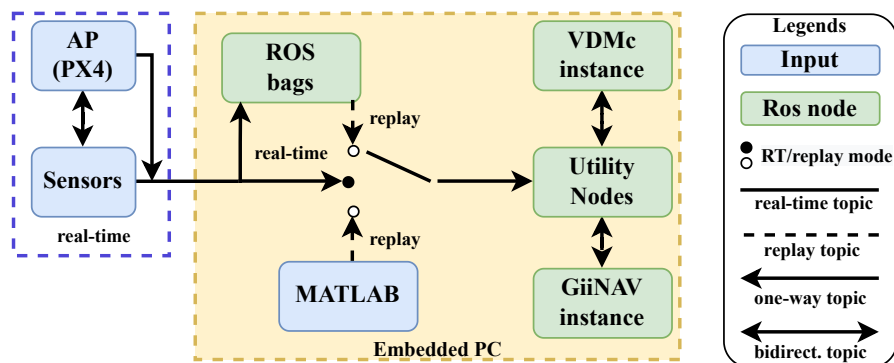 AP
(PX4)
Sensors
real-time
ROS
bags
replay
real-time
replay
MATLAB
Embedded PC
VDMc
instance
Utility
Nodes
GiiNAV
instance
Legends
Input
Ros node
RT/replay mode
real-time topic
replay topic
one-way topic
bidirect. topic